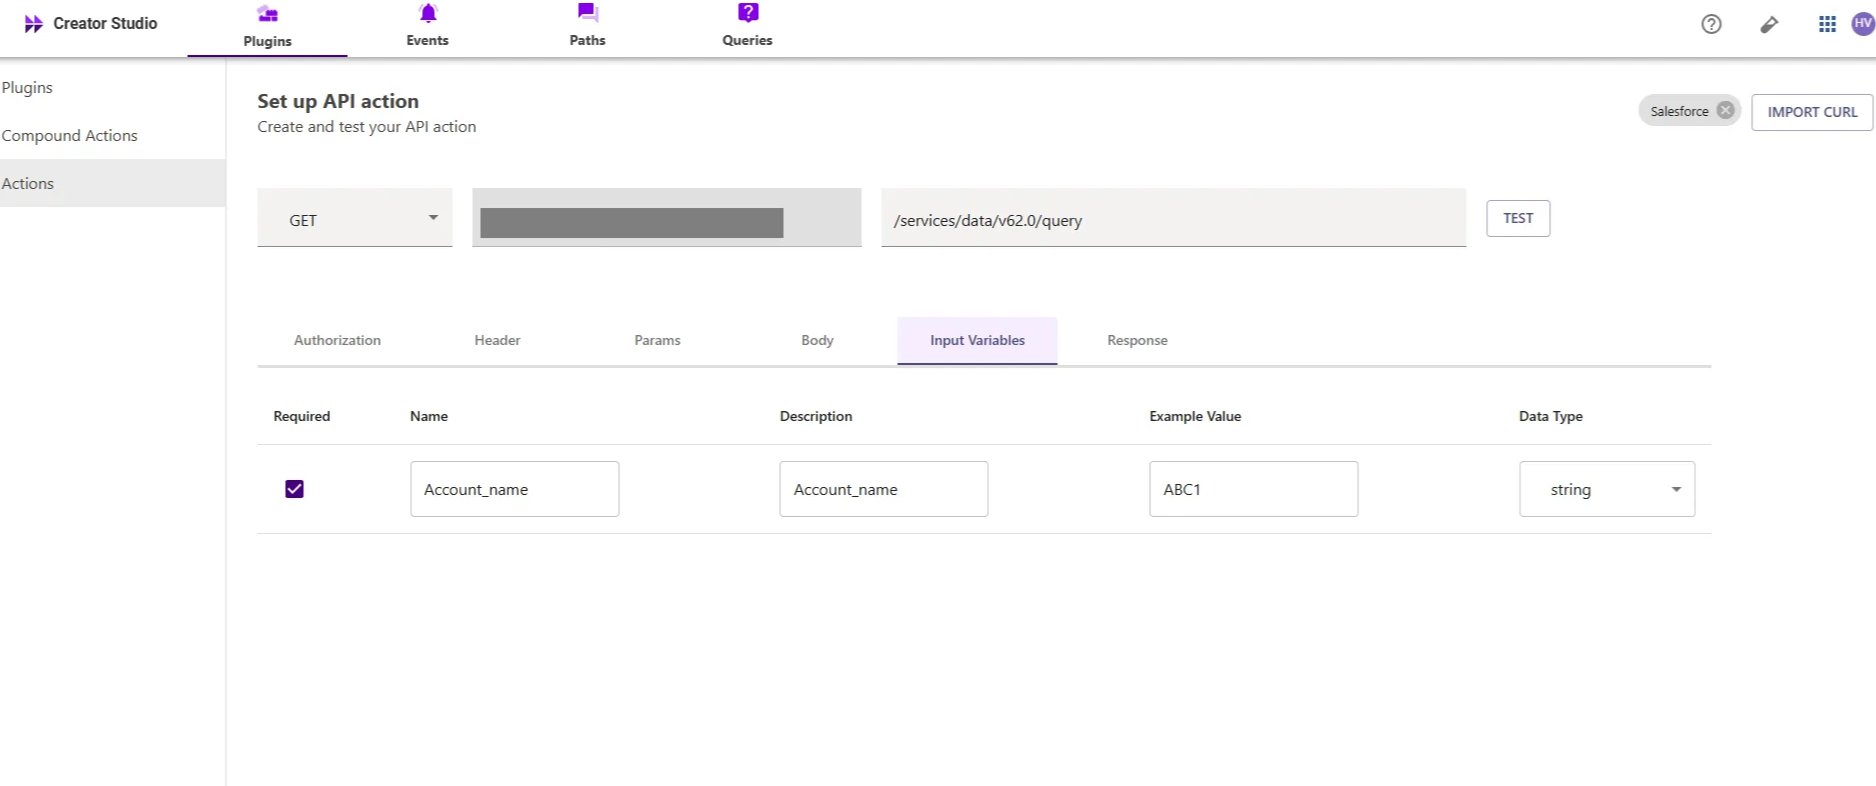 Creator Studio
Plugins
Events
Paths
Queries
HV
Plugins
Compound Actions
Actions
Set up API action
Create and test your API action
Salesforce
IMPORT CURL
GET
/services/data/v62.0/query
TEST
Authorization
Header
Params
Body
Input Variables
Response
Required
Name
Description
Example Value
Data Type
Account_name
Account_name
ABC1
string